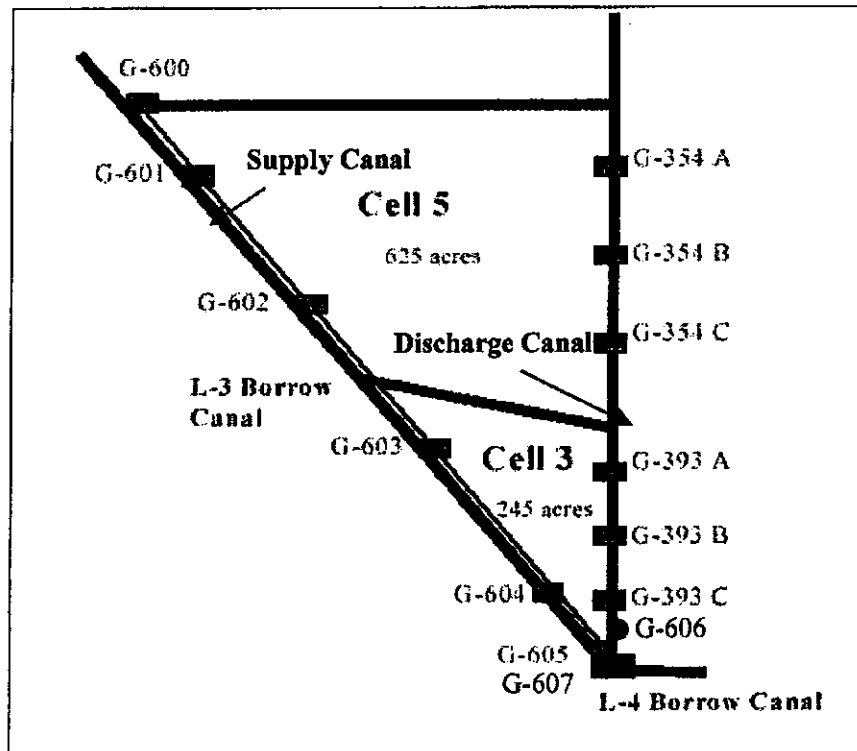 G-600
G-601
Supply Canal
Cell 5
625 acres
G-354 A
G-354 B
G-602
G-354 C
Discharge Canal
L-3 Borrow
Canal
G-603
Cell 3
G-393 A
245 acres
G-393 B
G-604
G-393 C
G-606
G-605
G-607
L-4 Borrow Canal